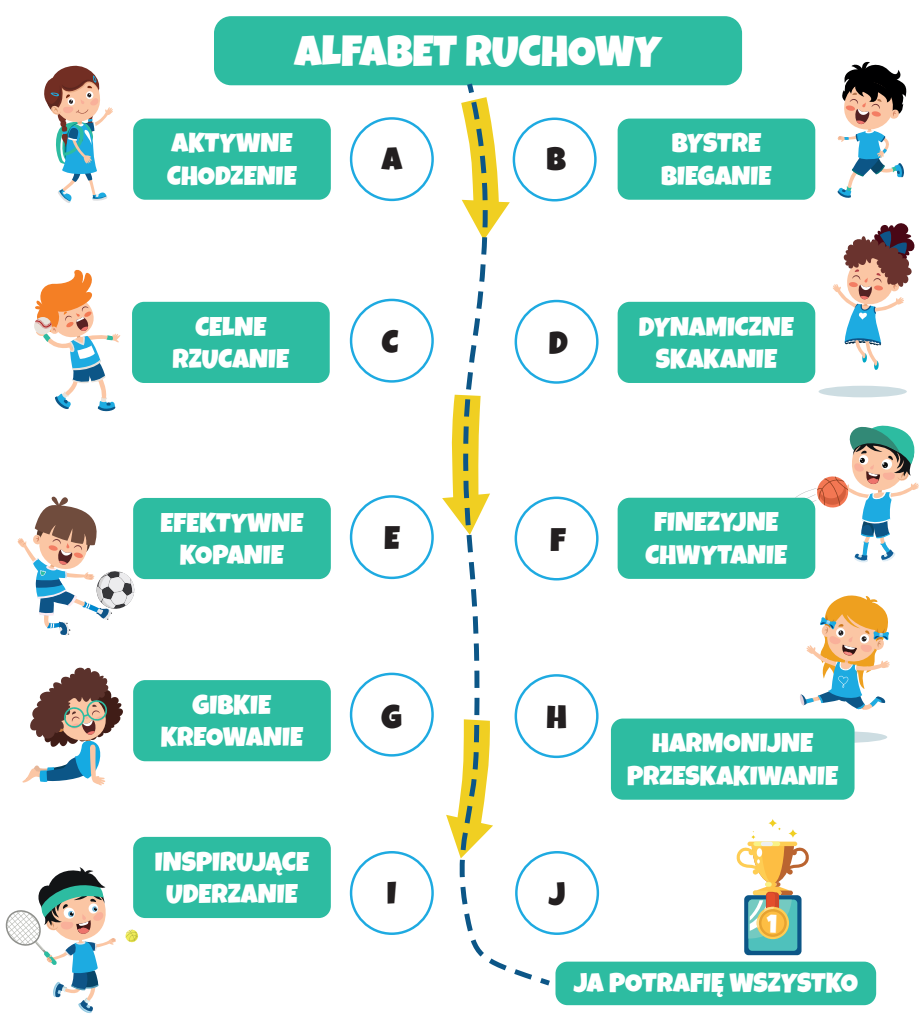 ALFABET RUCHOWY
AKTYWNE
CHODZENIE
A
B
BYSTRE
BIEGANIE
CELNE
RZUCANIE
C
D
DYNAMICZNE
SKAKANIE
EFEKTYWNE
KOPANIE
E
F
FINEZYJNE
CHWYTANIE
GIBKIE
KREOWANIE
G
H
HARMONIJNE
PRZESKAKIWANIE
INSPIRUJĄCE
UDERZANIE
I
J
1
JA POTRAFIĘ WSZYSTKO